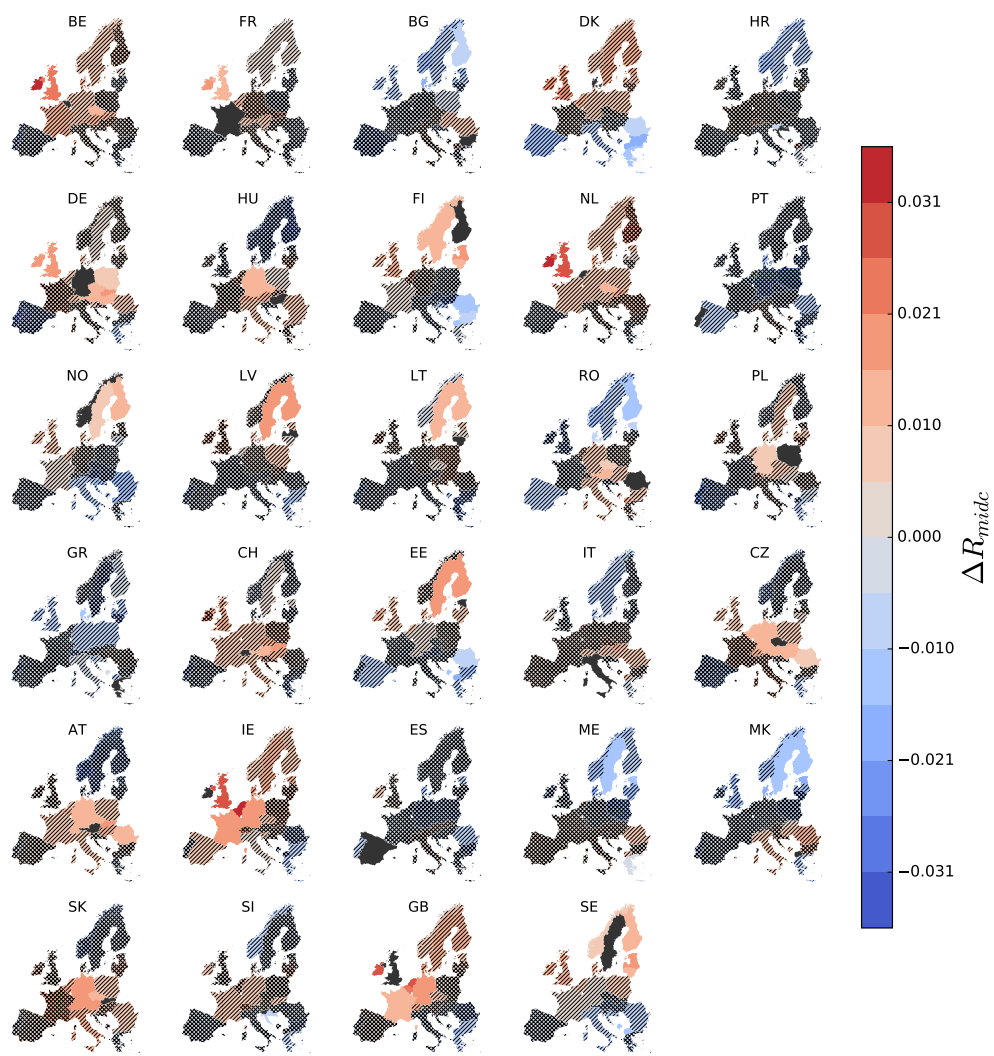 BE FR BG DK HR
DE HU FI NL PT
NO LV LT RO PL
GR CH EE IT CZ
AT IE ES ME MK
SK SI GB SE
0.031
0.021
0.010
0.000
−0.010
−0.021
−0.031
ΔR_{midc}